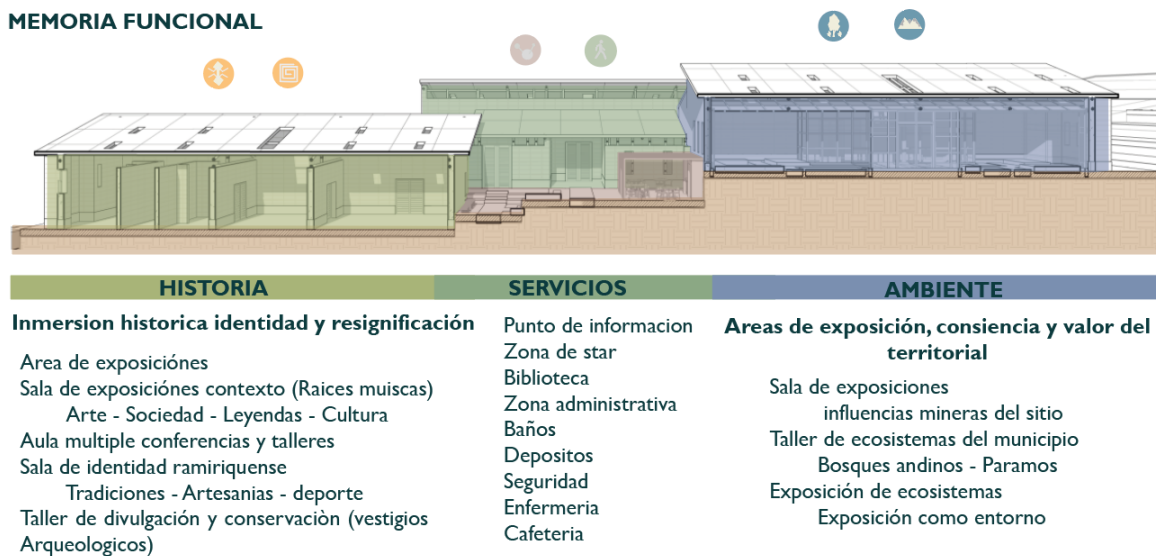 MEMORIA FUNCIONAL
HISTORIA
Inmersion historica identidad y resignificación
Area de exposiciónes
Sala de exposiciónes contexto (Raices muiscas)
Arte - Sociedad - Leyendas - Cultura
Aula multiple conferencias y talleres
Sala de identidad ramiriquense
Tradiciones - Artesanias - deporte
Taller de divulgación y conservaciòn (vestigios
Arqueologicos)
SERVICIOS
Punto de informacion
Zona de star
Biblioteca
Zona administrativa
Baños
Depositos
Seguridad
Enfermeria
Cafeteria
AMBIENTE
Areas de exposición, consiencia y valor del
territorial
Sala de exposiciones
influencias mineras del sitio
Taller de ecosistemas del municipio
Bosques andinos - Paramos
Exposición de ecosistemas
Exposición como entorno